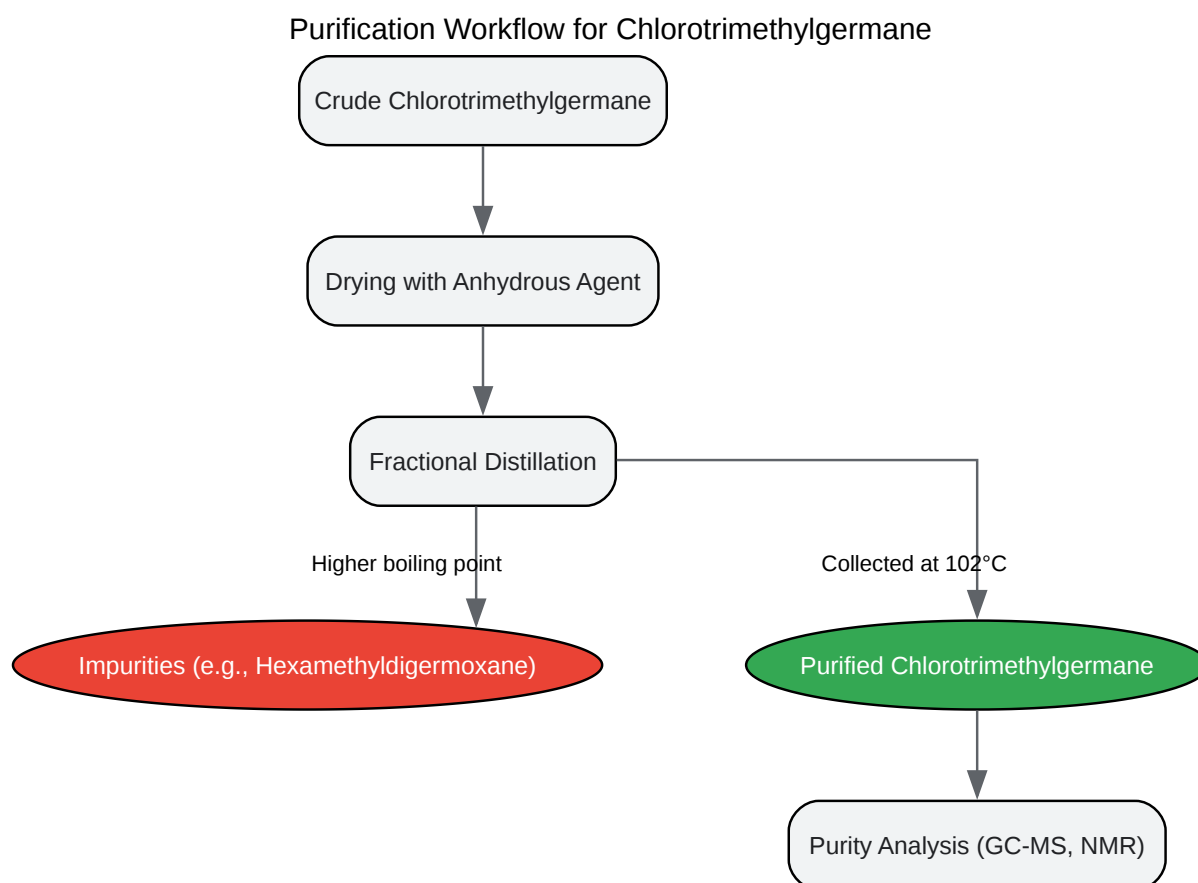 Purification Workflow for Chlorotrimethylgermane
Crude Chlorotrimethylgermane
Drying with Anhydrous Agent
Fractional Distillation
Higher boiling point
Collected at 102°C
Impurities (e.g., Hexamethyldigermoxane)
Purified Chlorotrimethylgermane
Purity Analysis (GC-MS, NMR)